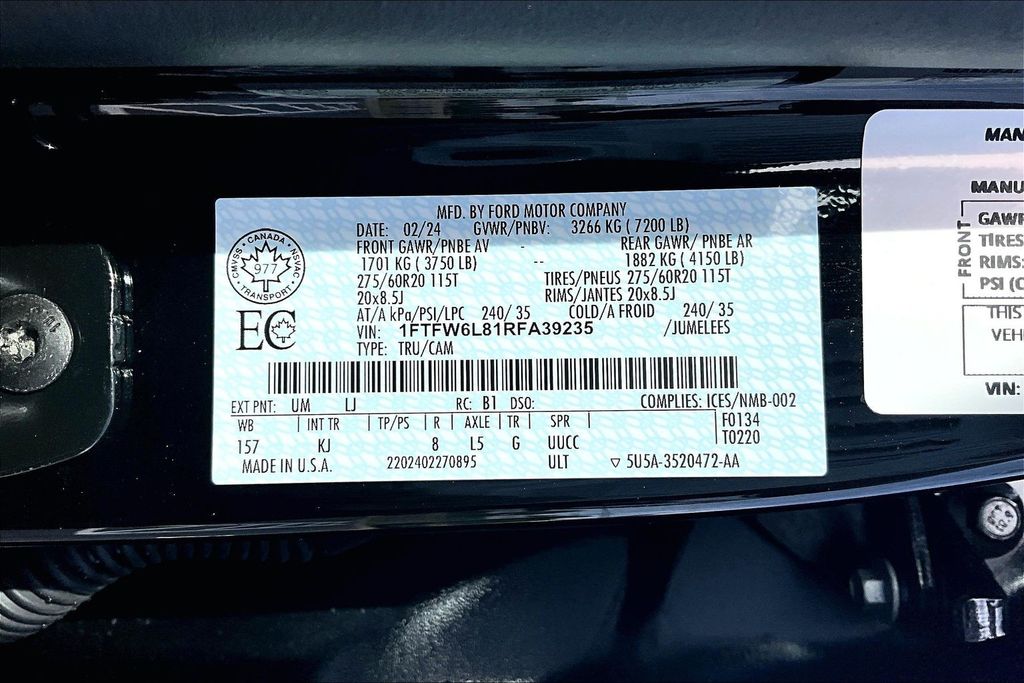 MFD. BY FORD MOTOR COMPANY
DATE: 02/24 GVWR/PNBV: 3266 KG ( 7200 LB)
FRONT GAWR/PNBE AV -- REAR GAWR/ PNBE AR
1701 KG ( 3750 LB) 1882 KG ( 4150 LB)
275/60R20 115T TIRES/PNEUS 275/60R20 115T
20x8.5J RIMS/JANTES 20x8.5J
AT/A kPa/PSI/LPC 240/ 35 COLD/A FROID 240/ 35
VIN: 1FTFW6L81RFA39235 /JUMELEES
TYPE: TRU/CAM
CANADA
CMVSS · NSVAC
977
TRANSPORT
EC
EXT PNT: UM LJ RC: B1 DSO: COMPLIES: ICES/NMB-002
WB | INT TR | TP/PS | R | AXLE | TR | SPR | F0134
157 KJ 8 L5 G UUCC T0220
MADE IN U.S.A. 2202402270895 ULT ▽ 5U5A-3520472-AA
MAN
MANU
FRONT
GAWR
TIRES
RIMS:
PSI (C
THIS
VEH
VIN: